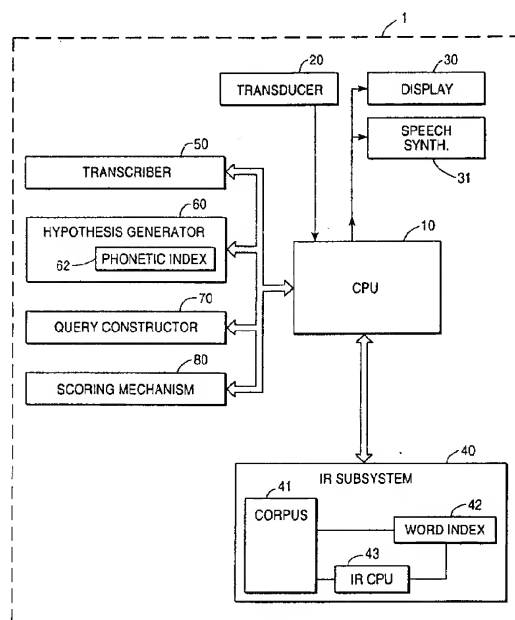 1
20
TRANSDUCER
30
DISPLAY
SPEECH
SYNTH.
31
50
TRANSCRIBER
60
HYPOTHESIS GENERATOR
62
PHONETIC INDEX
10
CPU
70
QUERY CONSTRUCTOR
80
SCORING MECHANISM
40
IR SUBSYSTEM
41
CORPUS
42
WORD INDEX
43
IR CPU